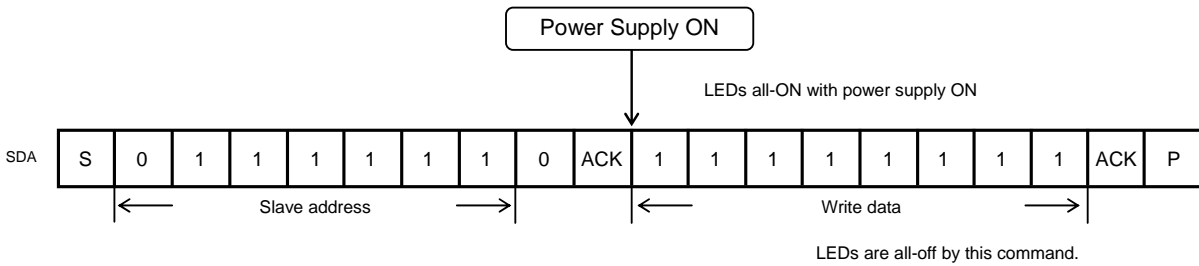 Power Supply ON
LEDs all-ON with power supply ON
SDA S 0 1 1 1 1 1 1 0 ACK 1 1 1 1 1 1 1 1 ACK P
Slave address Write data
LEDs are all-off by this command.